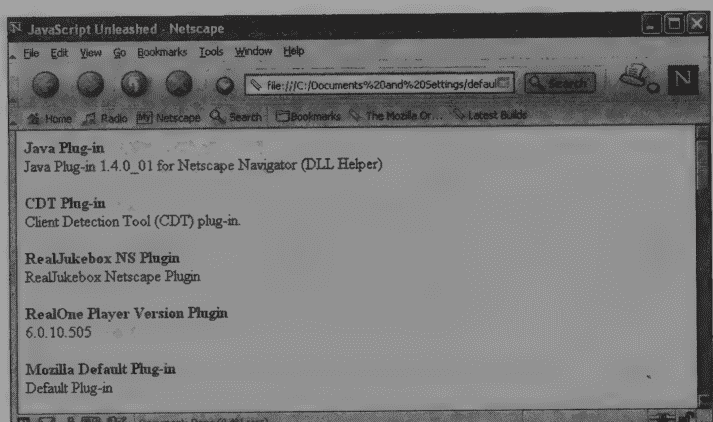 N JavaScript Unleashed - Netscape
File Edit View Go Bookmarks Tools Window Help
file:///C:/Documents%20and%20Settings/defaul Search N
Home Radio My Netscape Search Bookmarks The Mozilla Or... Latest Builds
Java Plug-in
Java Plug-in 1.4.0_01 for Netscape Navigator (DLL Helper)
CDT Plug-in
Client Detection Tool (CDT) plug-in.
RealJukebox NS Plugin
RealJukebox Netscape Plugin
RealOne Player Version Plugin
6.0.10.505
Mozilla Default Plug-in
Default Plug-in